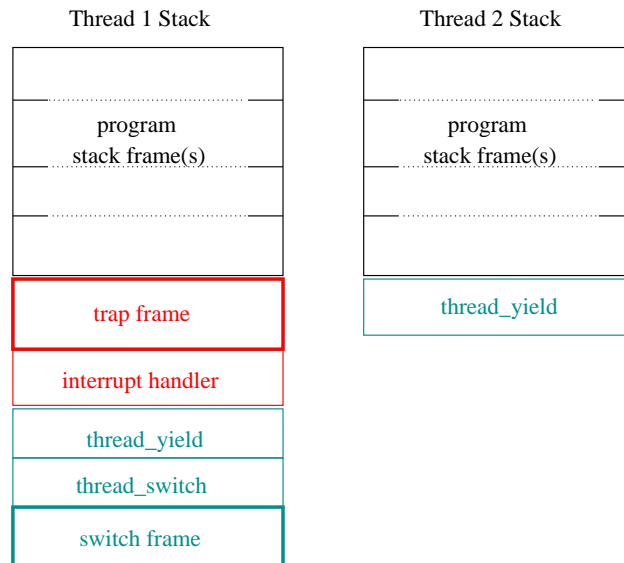 Thread 1 Stack
program
stack frame(s)
trap frame
interrupt handler
thread_yield
thread_switch
switch frame
Thread 2 Stack
program
stack frame(s)
thread_yield